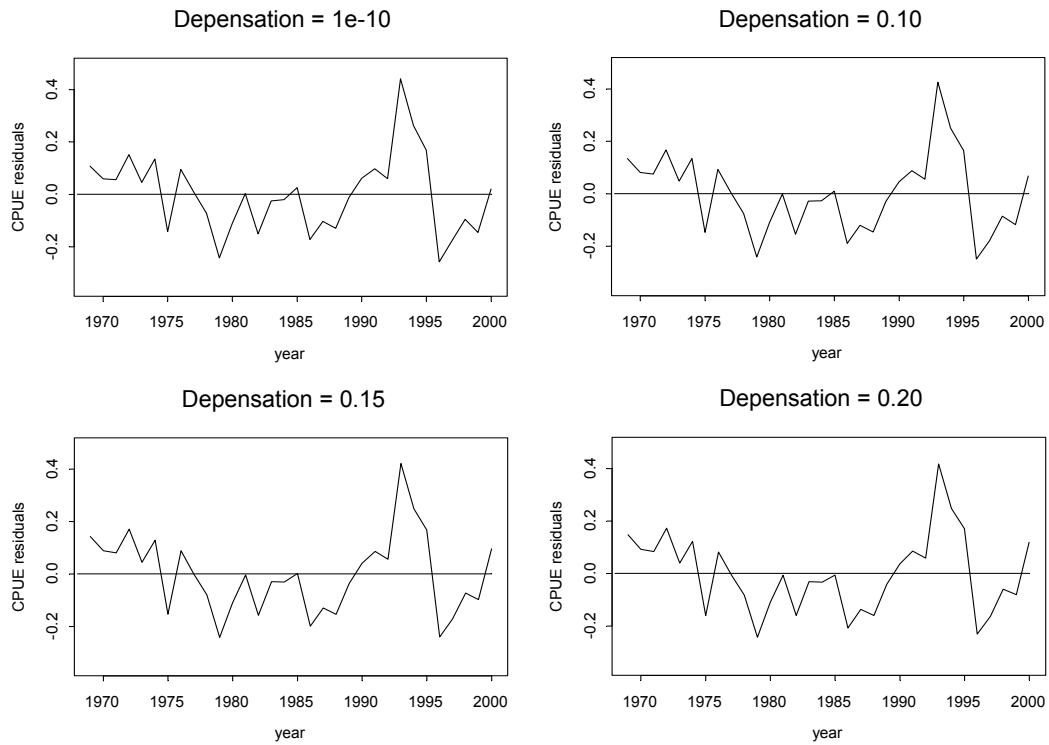 Depensation = 1e-10
CPUE residuals
0.4
0.2
0.0
-0.2
1970 1975 1980 1985 1990 1995 2000
year
Depensation = 0.10
CPUE residuals
0.4
0.2
0.0
-0.2
1970 1975 1980 1985 1990 1995 2000
year
Depensation = 0.15
CPUE residuals
0.4
0.2
0.0
-0.2
1970 1975 1980 1985 1990 1995 2000
year
Depensation = 0.20
CPUE residuals
0.4
0.2
0.0
-0.2
1970 1975 1980 1985 1990 1995 2000
year